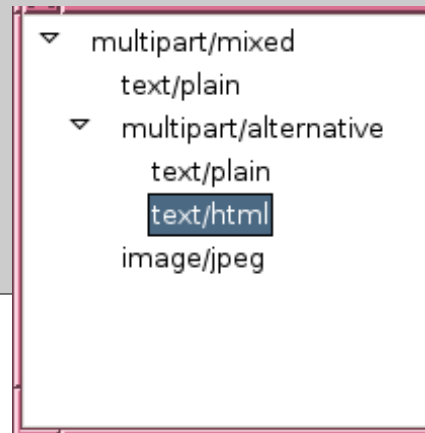 multipart/mixed
text/plain
multipart/alternative
text/plain
text/html
image/jpeg